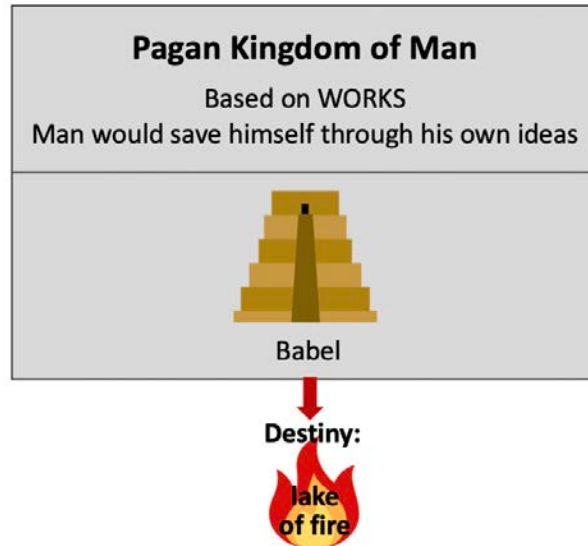 Pagan Kingdom of Man
Based on WORKS
Man would save himself through his own ideas
Babel
Destiny:
lake
of fire